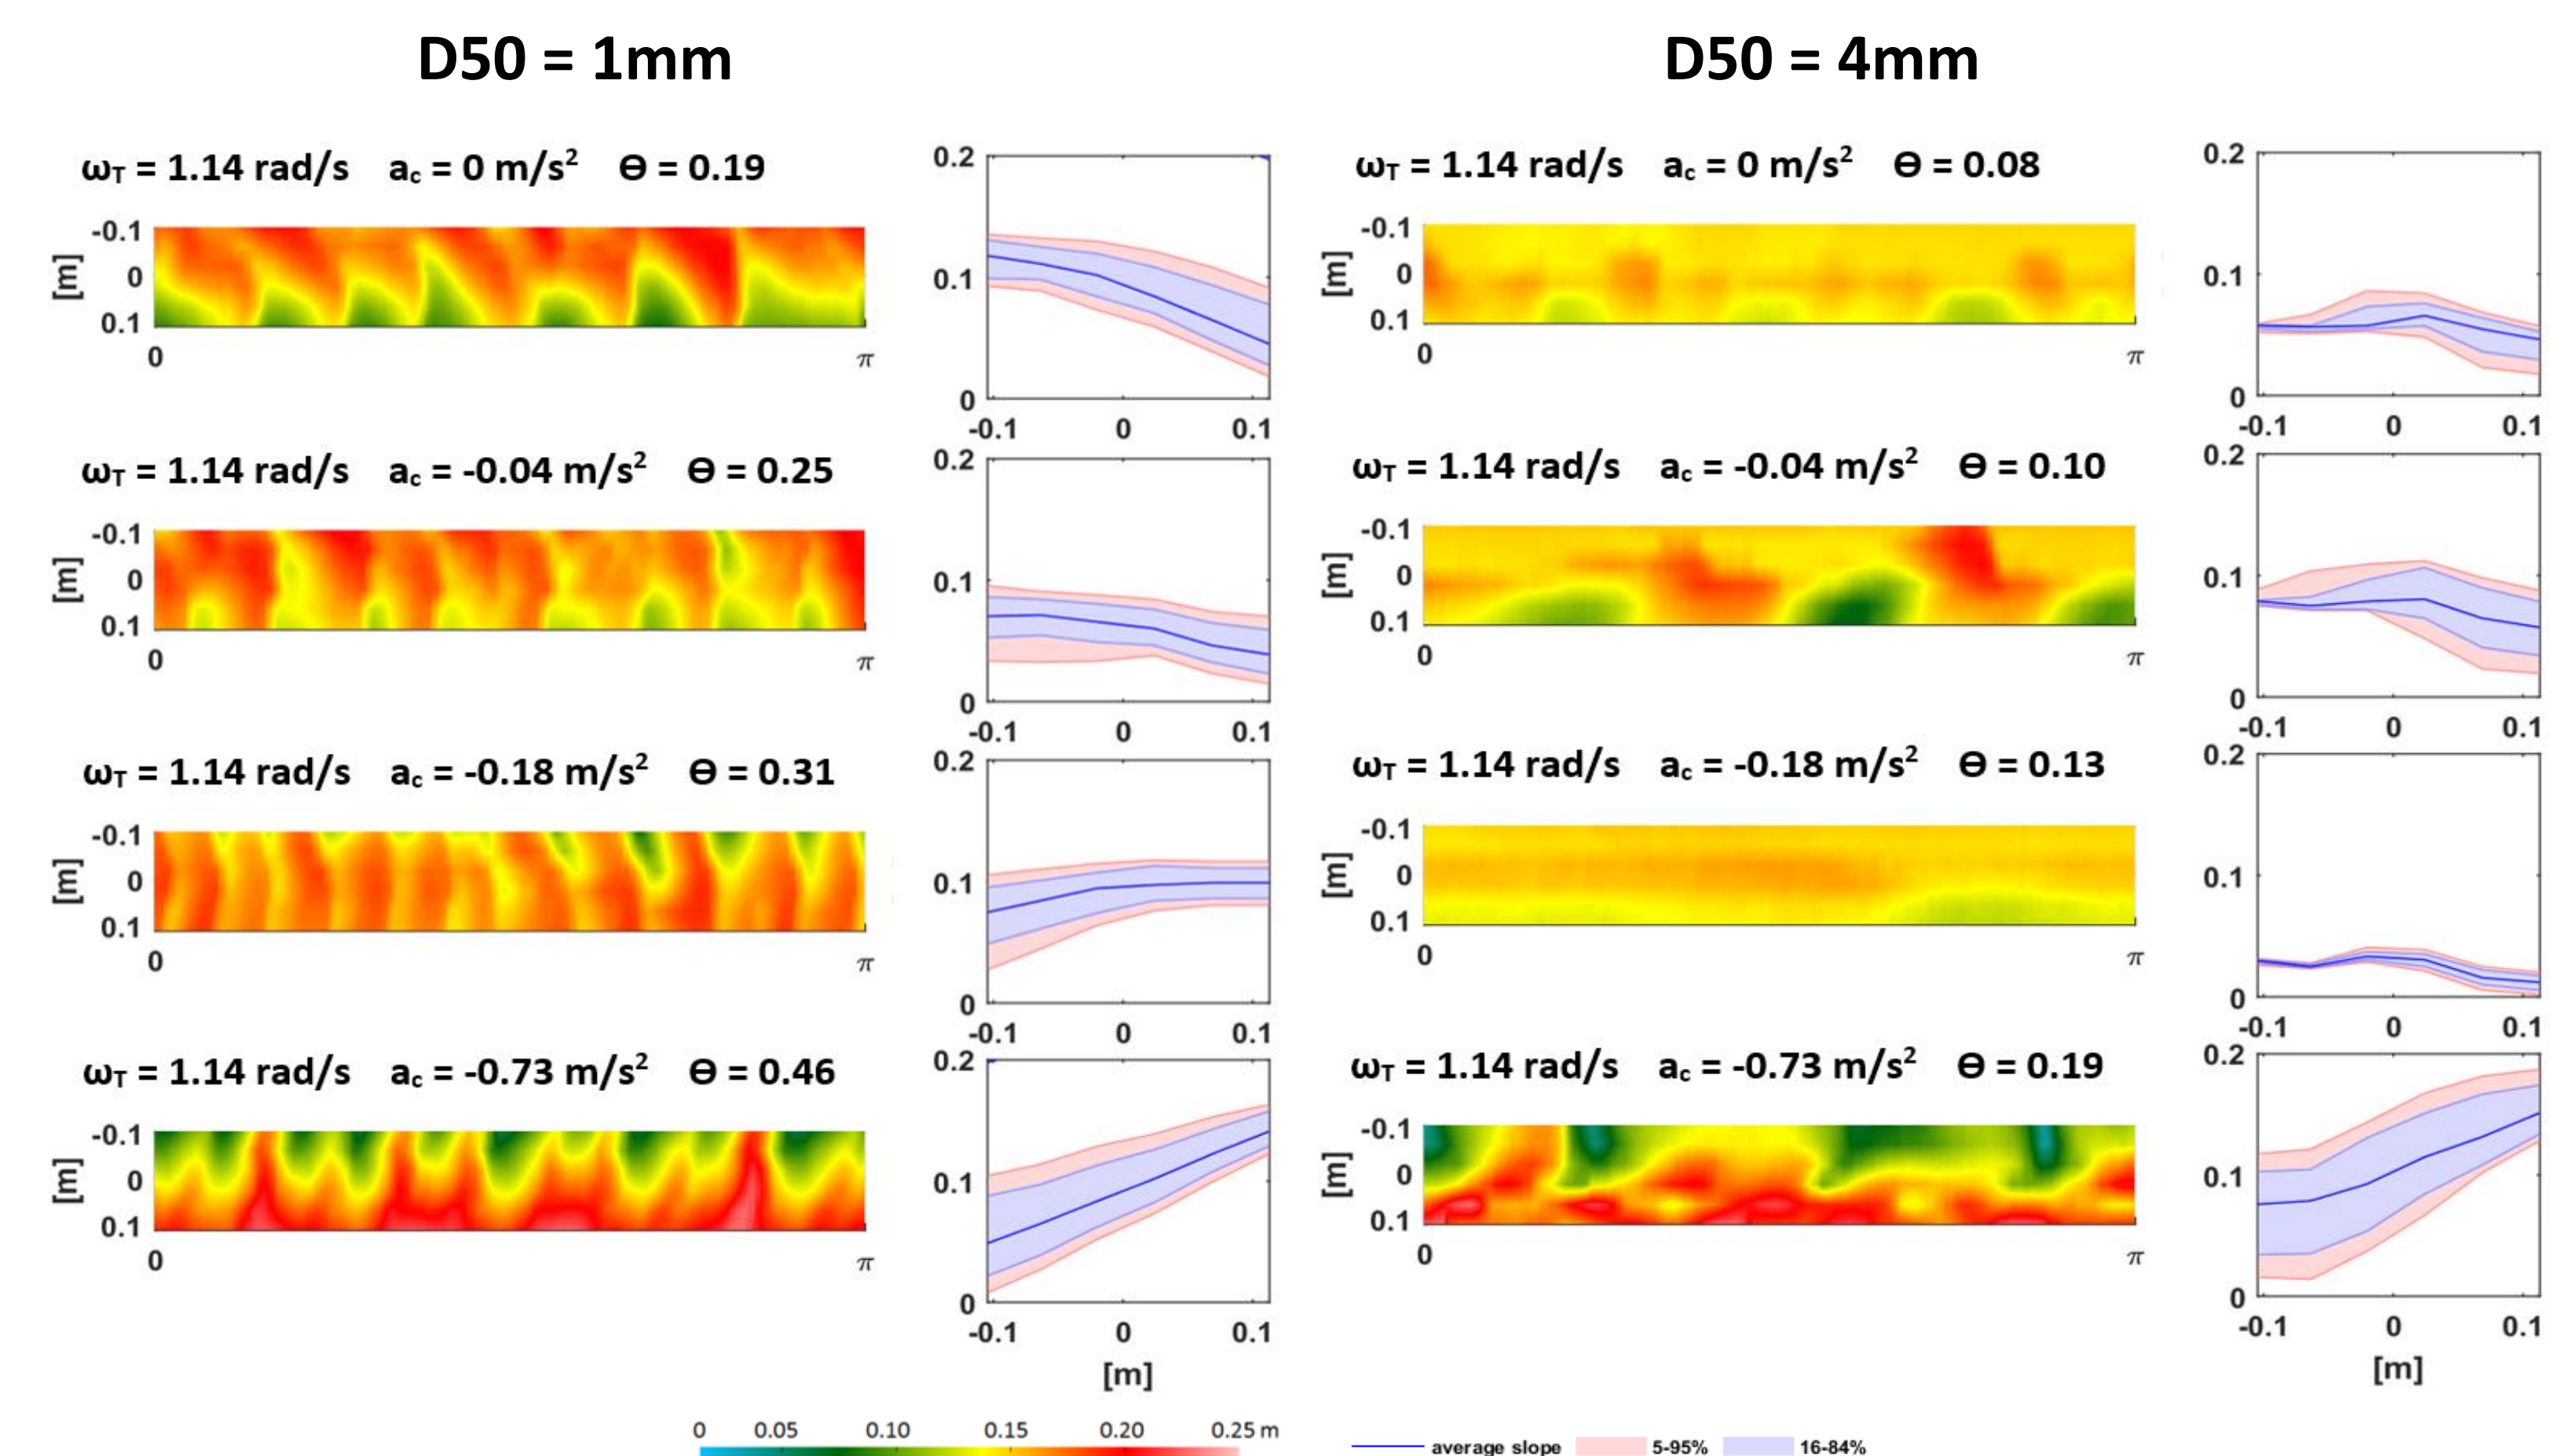 D50 = 1mm
D50 = 4mm
ωT = 1.14 rad/s ac = 0 m/s² Ɵ = 0.19
[m]
-0.1
0
0.1
0
π
0.2
0.1
0
-0.1 0 0.1
ωT = 1.14 rad/s ac = 0 m/s² Ɵ = 0.08
[m]
-0.1
0
0.1
0
π
0.2
0.1
0
-0.1 0 0.1
ωT = 1.14 rad/s ac = -0.04 m/s² Ɵ = 0.25
[m]
-0.1
0
0.1
0
π
0.2
0.1
0
-0.1 0 0.1
ωT = 1.14 rad/s ac = -0.04 m/s² Ɵ = 0.10
[m]
-0.1
0
0.1
0
π
0.2
0.1
0
-0.1 0 0.1
ωT = 1.14 rad/s ac = -0.18 m/s² Ɵ = 0.31
[m]
-0.1
0
0.1
0
π
0.2
0.1
0
-0.1 0 0.1
ωT = 1.14 rad/s ac = -0.18 m/s² Ɵ = 0.13
[m]
-0.1
0
0.1
0
π
0.2
0.1
0
-0.1 0 0.1
ωT = 1.14 rad/s ac = -0.73 m/s² Ɵ = 0.46
[m]
-0.1
0
0.1
0
π
0.2
0.1
0
-0.1 0 0.1
[m]
ωT = 1.14 rad/s ac = -0.73 m/s² Ɵ = 0.19
[m]
-0.1
0
0.1
0
π
0.2
0.1
0
-0.1 0 0.1
[m]
0 0.05 0.10 0.15 0.20 0.25 m
average slope 5-95% 16-84%